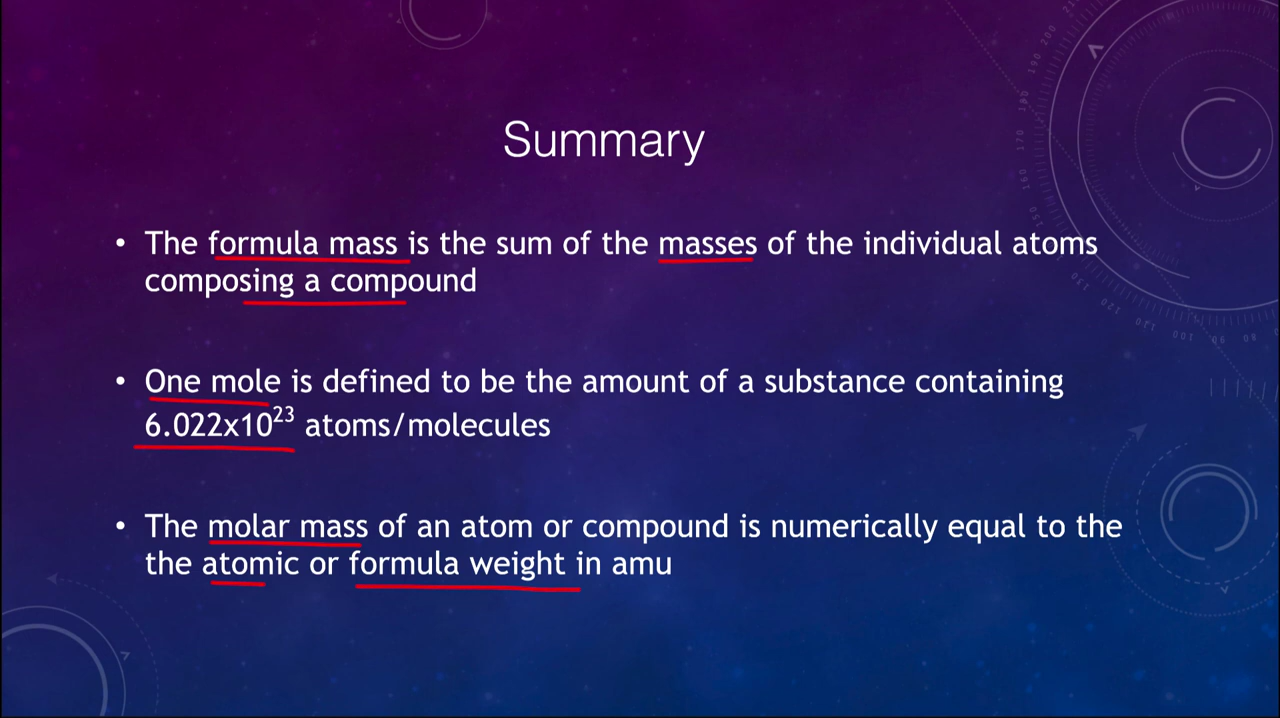 Summary
• The formula mass is the sum of the masses of the individual atoms
composing a compound
• One mole is defined to be the amount of a substance containing
6.022x10²³ atoms/molecules
• The molar mass of an atom or compound is numerically equal to the
the atomic or formula weight in amu